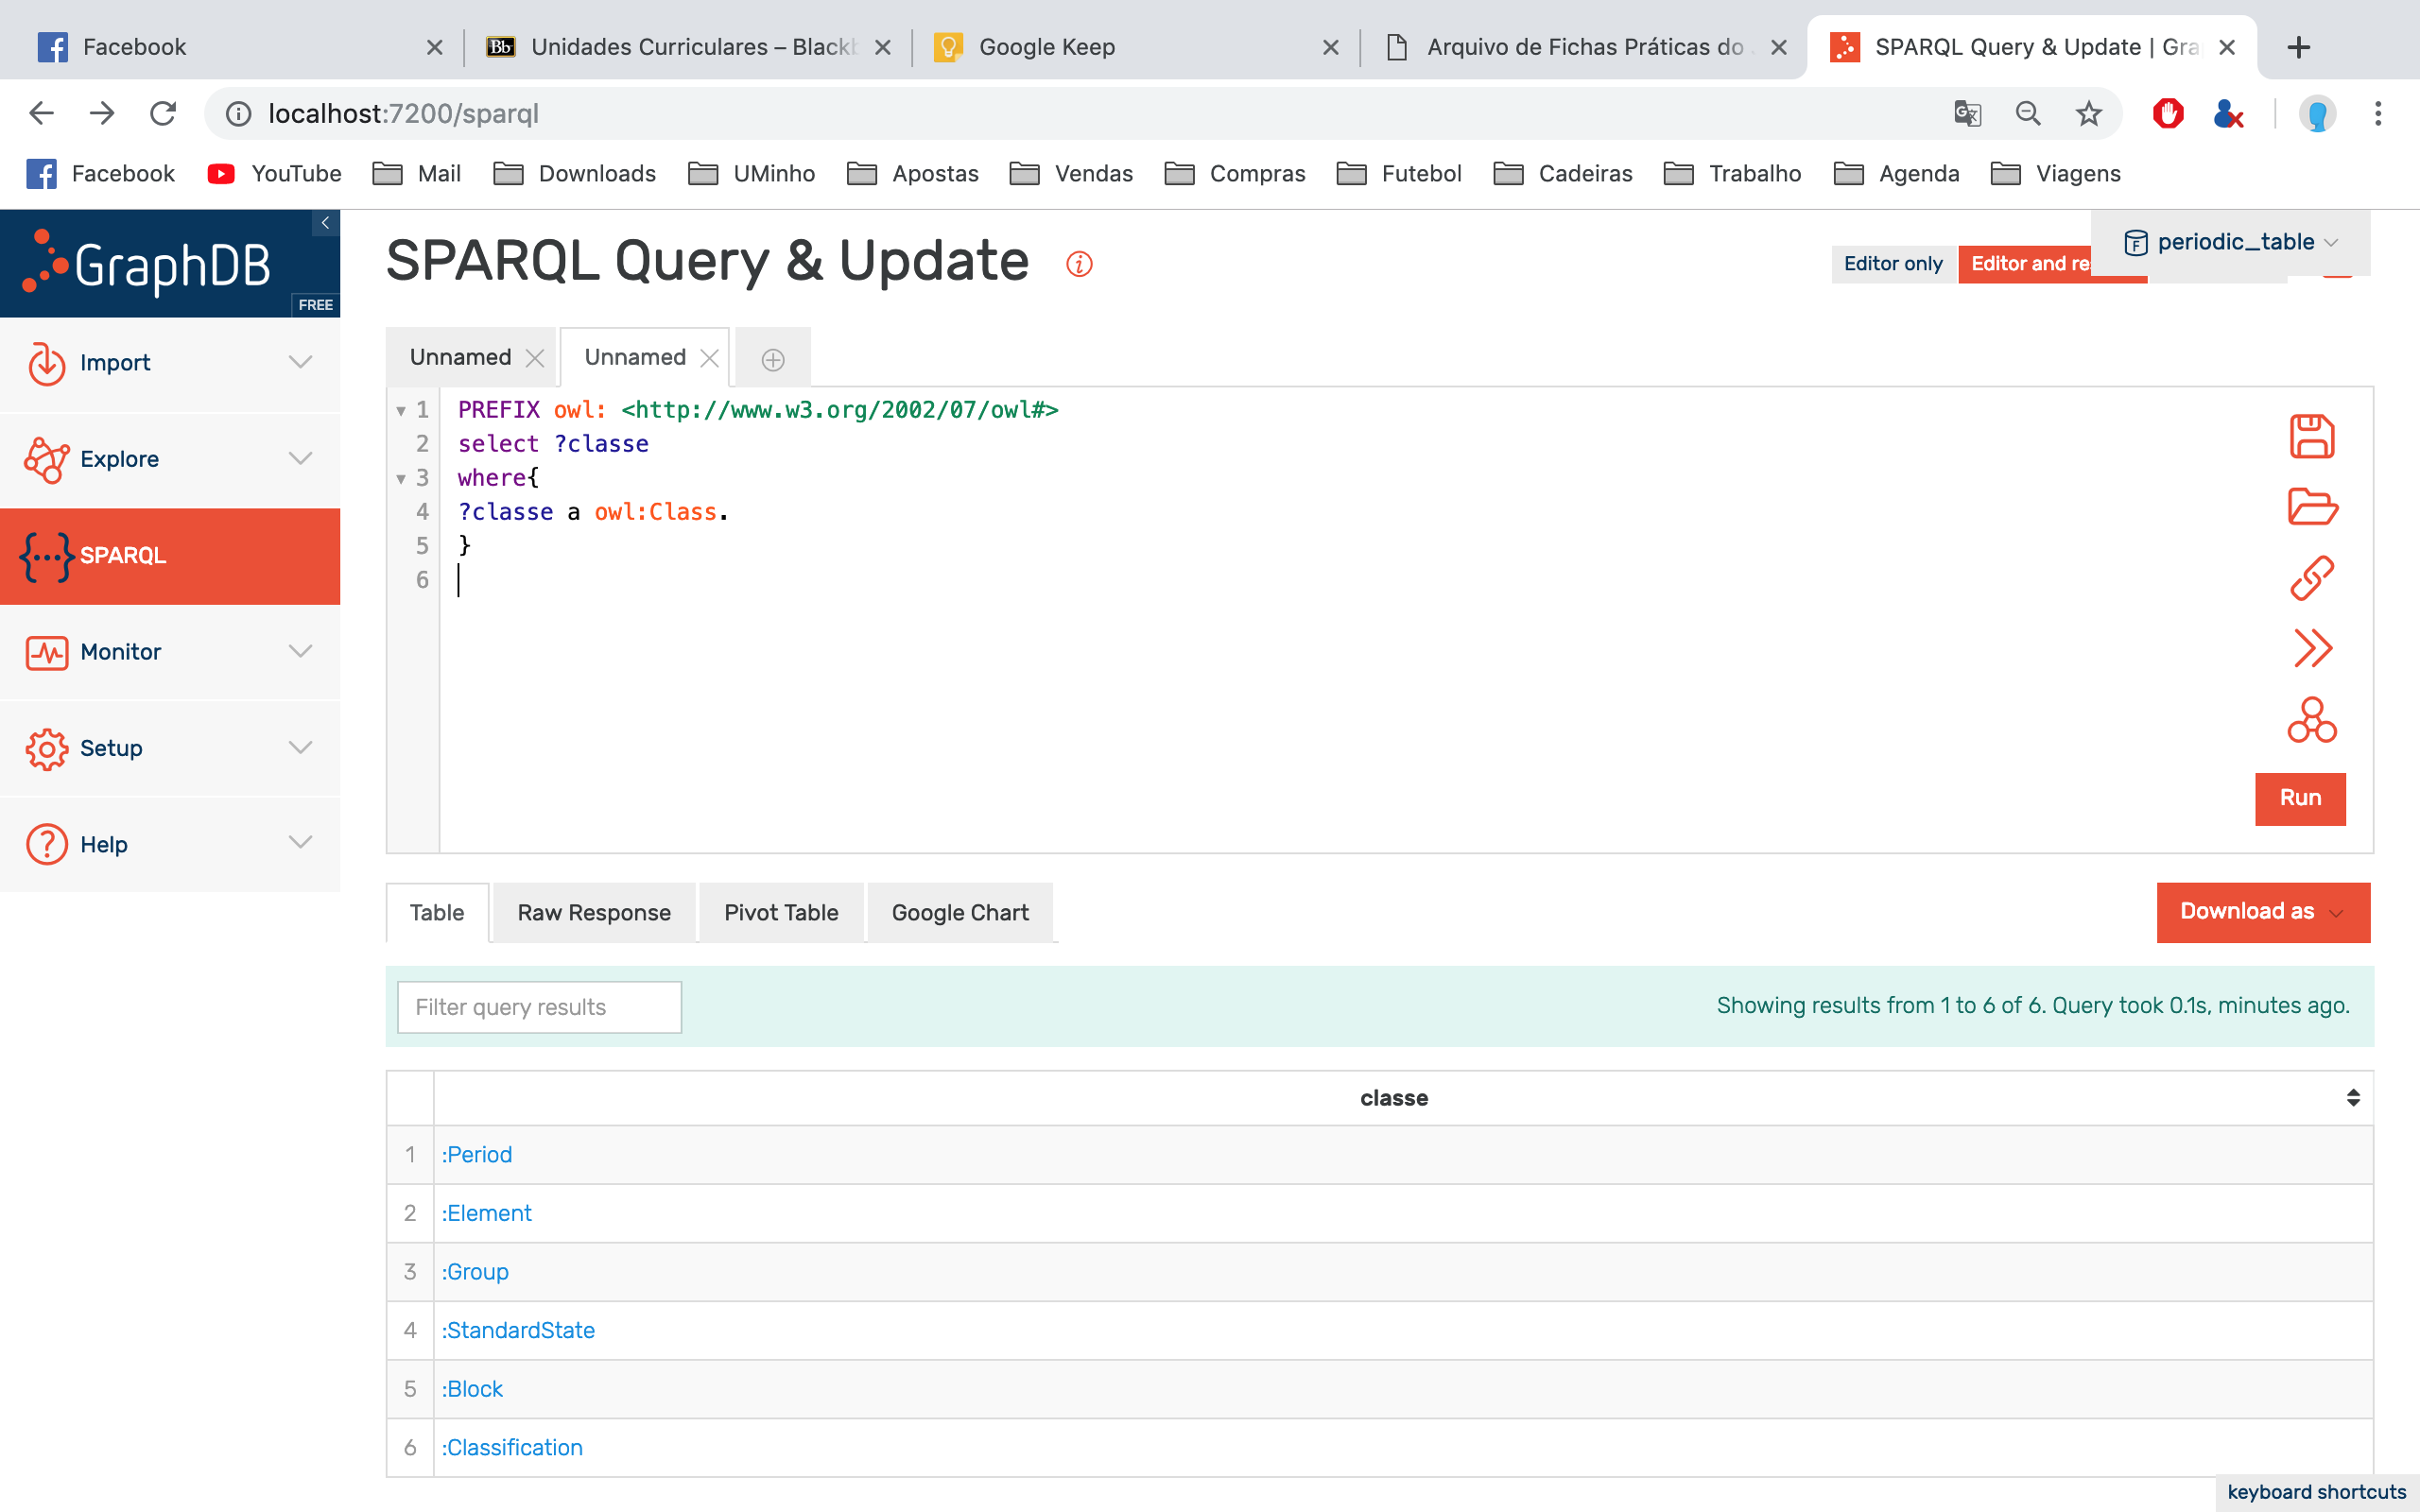 Facebook
Unidades Curriculares – Blackb
Google Keep
Arquivo de Fichas Práticas do
SPARQL Query & Update | Gra
localhost:7200/sparql
Facebook YouTube Mail Downloads UMinho Apostas Vendas Compras Futebol Cadeiras Trabalho Agenda Viagens
GraphDB
FREE
Import
Explore
SPARQL
Monitor
Setup
Help
SPARQL Query & Update
Editor only
Editor and res
periodic_table
Unnamed
Unnamed
1 PREFIX owl: <http://www.w3.org/2002/07/owl#>
2 select ?classe
3 where{
4 ?classe a owl:Class.
5 }
6
Run
Table
Raw Response
Pivot Table
Google Chart
Download as
Filter query results
Showing results from 1 to 6 of 6. Query took 0.1s, minutes ago.
classe
1 :Period
2 :Element
3 :Group
4 :StandardState
5 :Block
6 :Classification
keyboard shortcuts